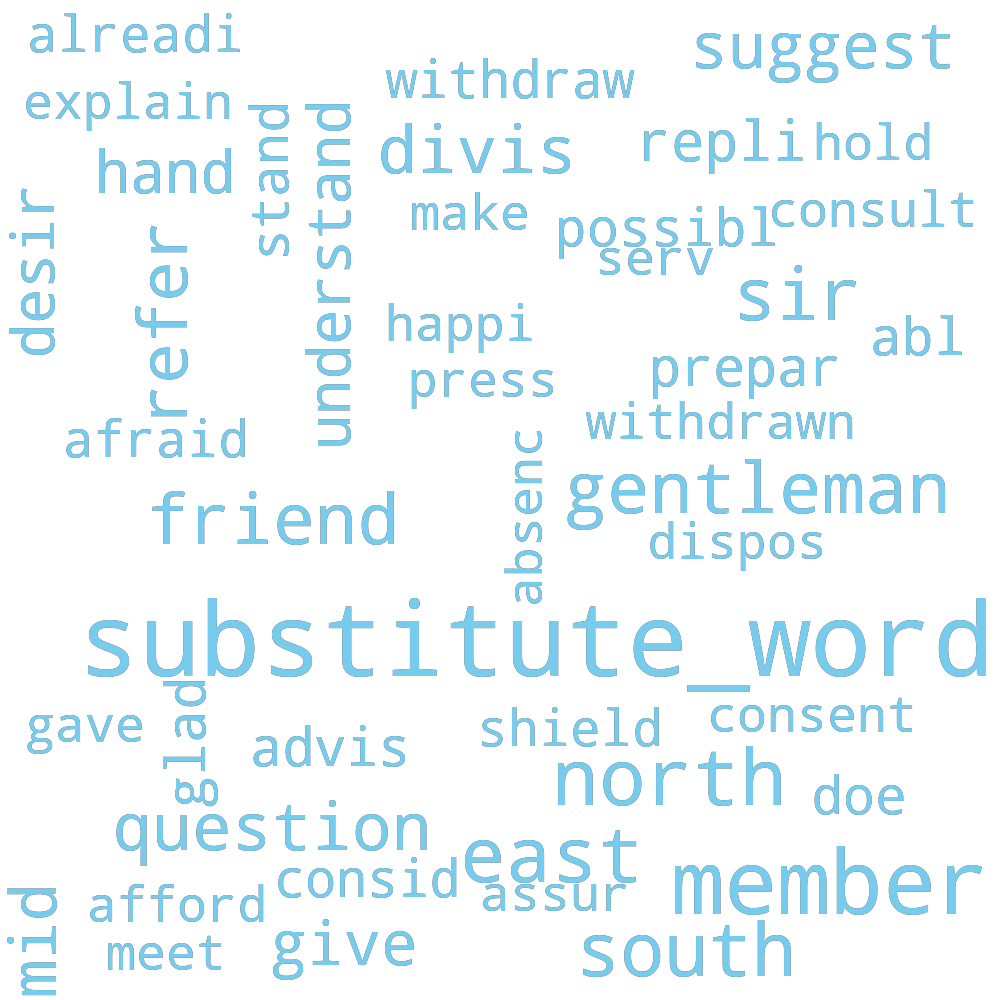 alreadi
suggest
withdraw
explain
stand
understand
divis
repli
hold
hand
desir
make
possibl
consult
serv
refer
sir
happi
abl
prepar
press
withdrawn
afraid
absenc
gentleman
friend
dispos
substitute_word
glad
gave
advis
shield
consent
north
doe
question
east
consid
assur
member
mid
afford
meet
give
south